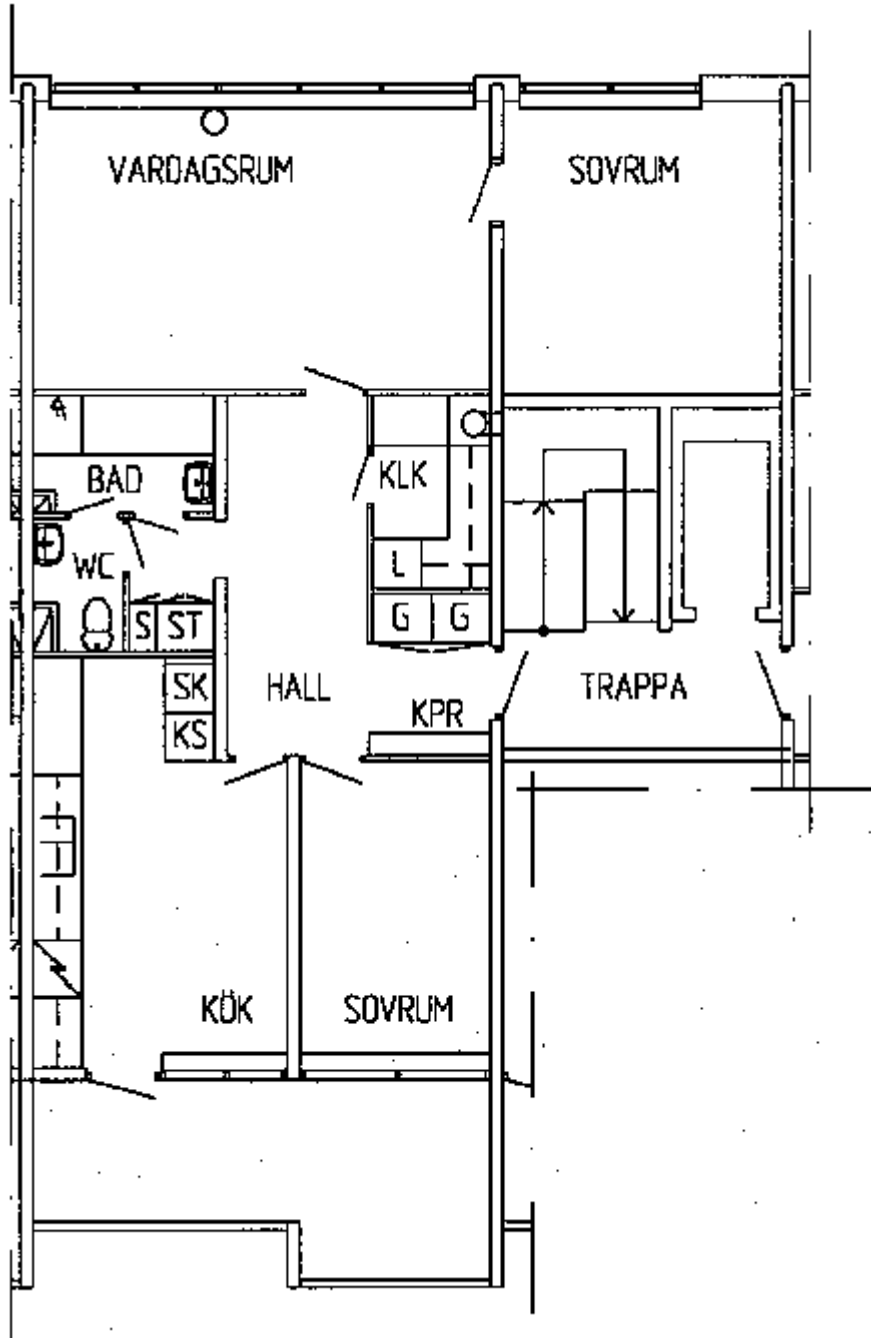 VARDAGSRUM
SOVRUM
BAD
KLK
WC
L
S
ST
G
G
SK
HALL
TRAPPA
KS
KPR
KÖK
SOVRUM